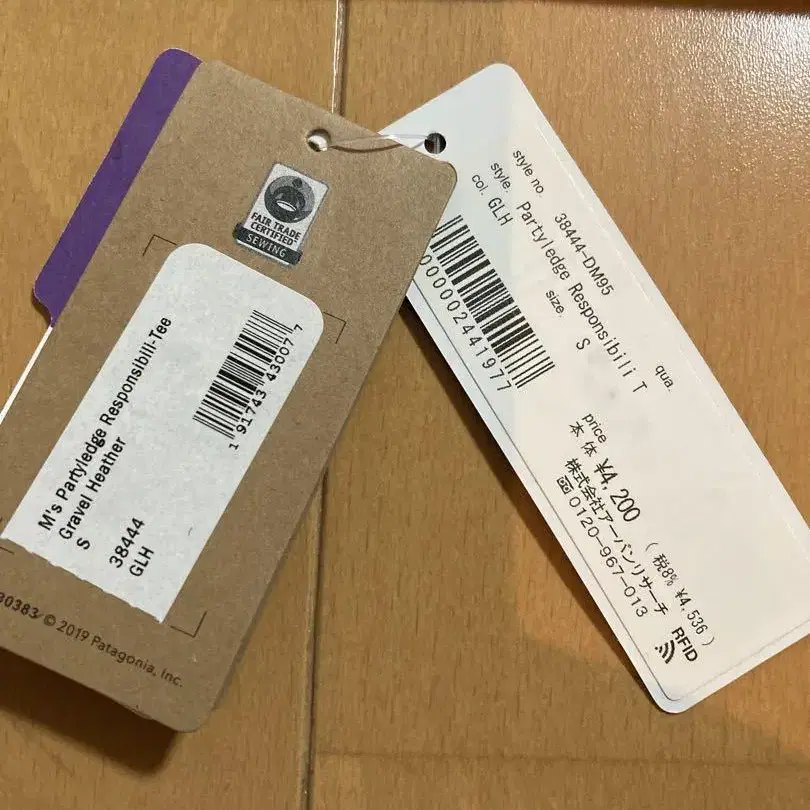 FAIR TRADE
CERTIFIED
SEWING
1 91743 43007 7
M's Partyledge Responsibili-Tee
Gravel Heather
S 38444
GLH
30383 © 2019 Patagonia, Inc.
style no. 38444-DM95
style. Partyledge Responsibili T
col. GLH size. S qua.
0000002441977
price
本体 ¥4,200 (税8% ¥4,536)
株式会社アーバンリサーチ
0120-967-013
RFID